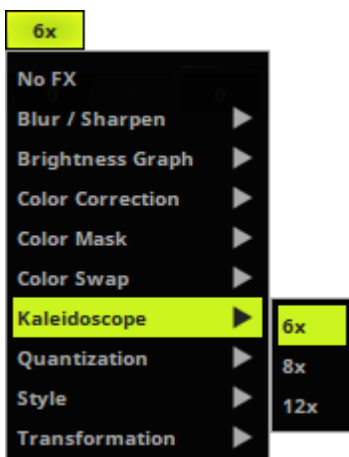 6x
No FX
Blur / Sharpen
Brightness Graph
Color Correction
Color Mask
Color Swap
Kaleidoscope
6x
Quantization
8x
Style
12x
Transformation